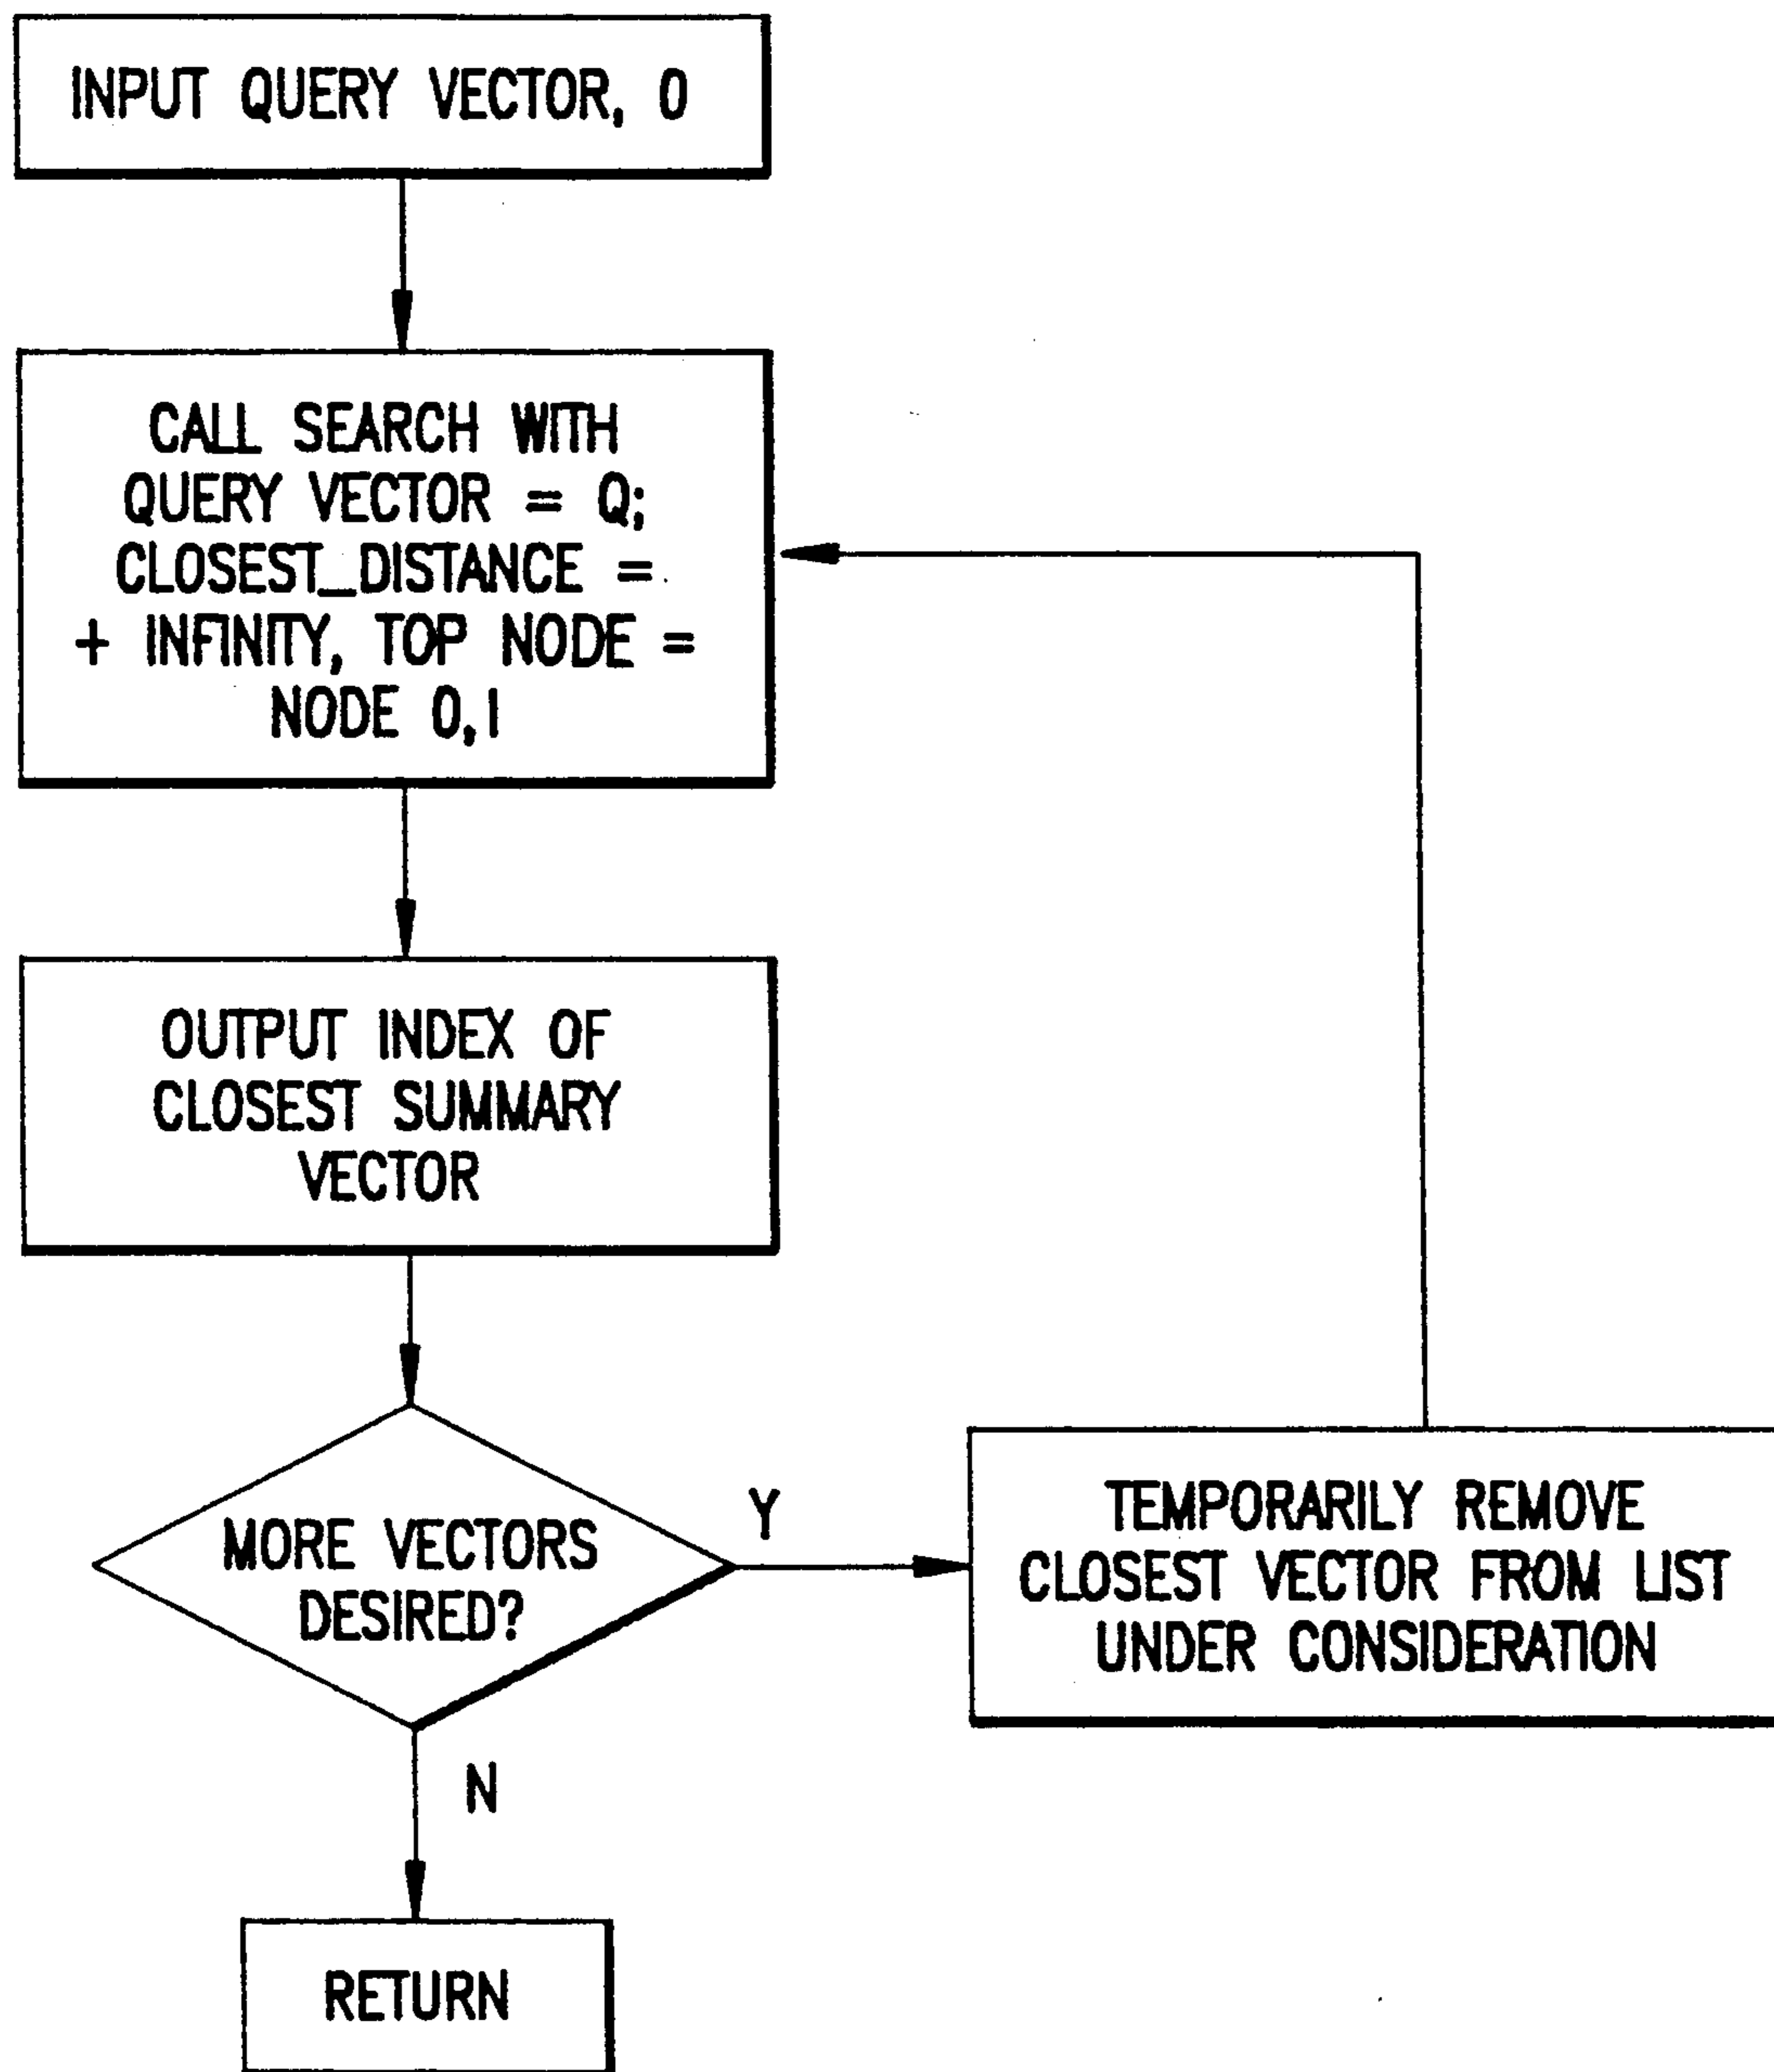 INPUT QUERY VECTOR, 0
CALL SEARCH WITH
QUERY VECTOR = Q;
CLOSEST_DISTANCE =
+ INFINITY, TOP NODE =
NODE 0,1
OUTPUT INDEX OF
CLOSEST SUMMARY
VECTOR
MORE VECTORS
DESIRED?
Y
TEMPORARILY REMOVE
CLOSEST VECTOR FROM LIST
UNDER CONSIDERATION
N
RETURN